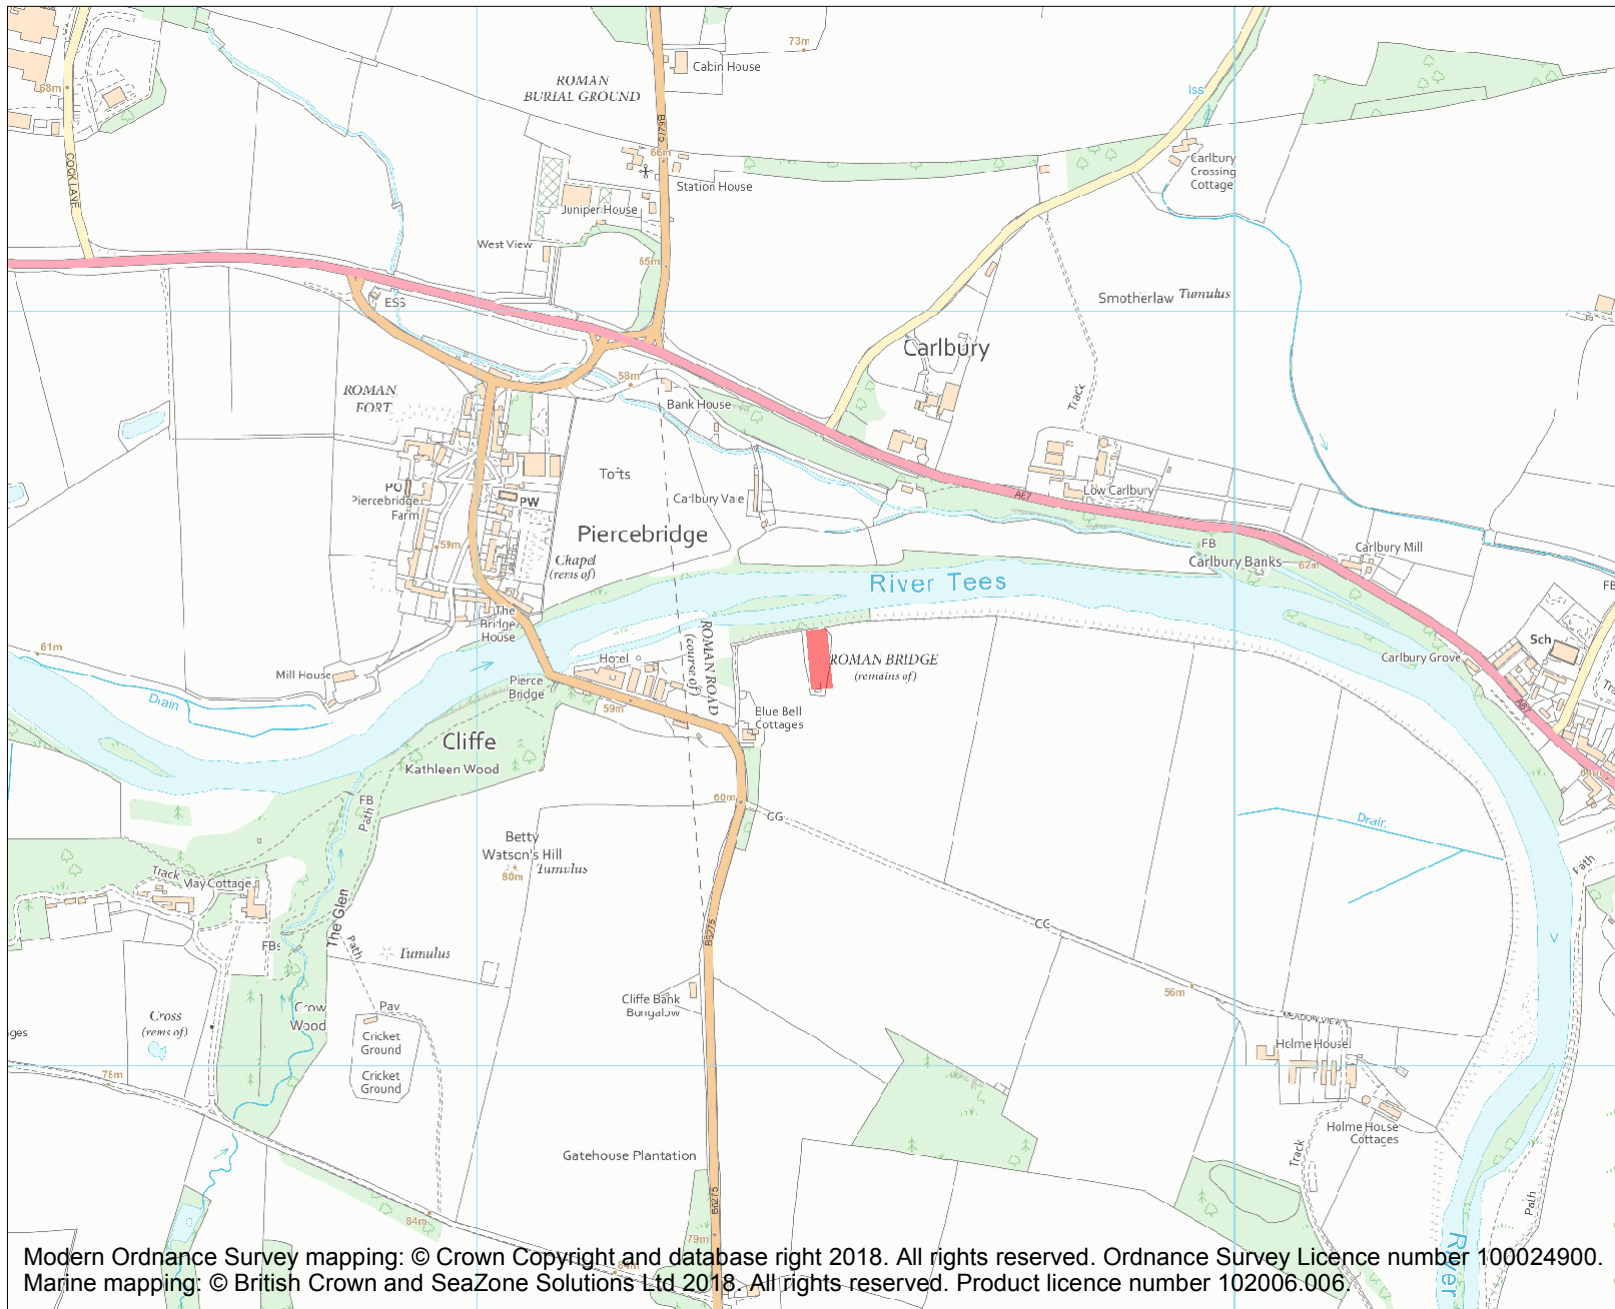 73m
Cabin House
ROMAN
BURIAL GROUND
68m
Iss
B6275
66m
Station House
Carlbury
Crossing
Cottage
COCK LANE
Juniper House
West View
65m
ESS
Smotherlaw Tumulus
Carlbury
58m
ROMAN
FORT
Bank House
Track
Tofts
PO
Piercebridge
Farm
PW
Carlbury Vale
Low Carlbury
A67
Piercebridge
59m
Chapel
(rems of)
FB
Carlbury Banks
62m
Carlbury Mill
FB
River Tees
The
Bridge
House
ROMAN ROAD
(course of)
61m
Hotel
ROMAN BRIDGE
(remains of)
Sch
Carlbury Grove
Mill House
Pierce
Bridge
Drain
59m
Blue Bell
Cottages
A67
Cliffe
Kathleen Wood
FB
Path
60m
CG
Drain
Betty
Watson's Hill
80m
Tumulus
Track
May Cottage
Path
The Glen
B6275
CG
FBs
Path
Tumulus
56m
Cliffe Bank
Bungalow
Cross
(rems of)
Crow
Wood
Pav
Cricket
Ground
Cricket
Ground
MEADOW VIEW
Holme House
ges
78m
Holme House
Cottages
Track
Gatehouse Plantation
Path
B6275
84m
79m
River
Modern Ordnance Survey mapping: © Crown Copyright and database right 2018. All rights reserved. Ordnance Survey Licence number 100024900.
Marine mapping: © British Crown and SeaZone Solutions Ltd 2018. All rights reserved. Product licence number 102006.006.